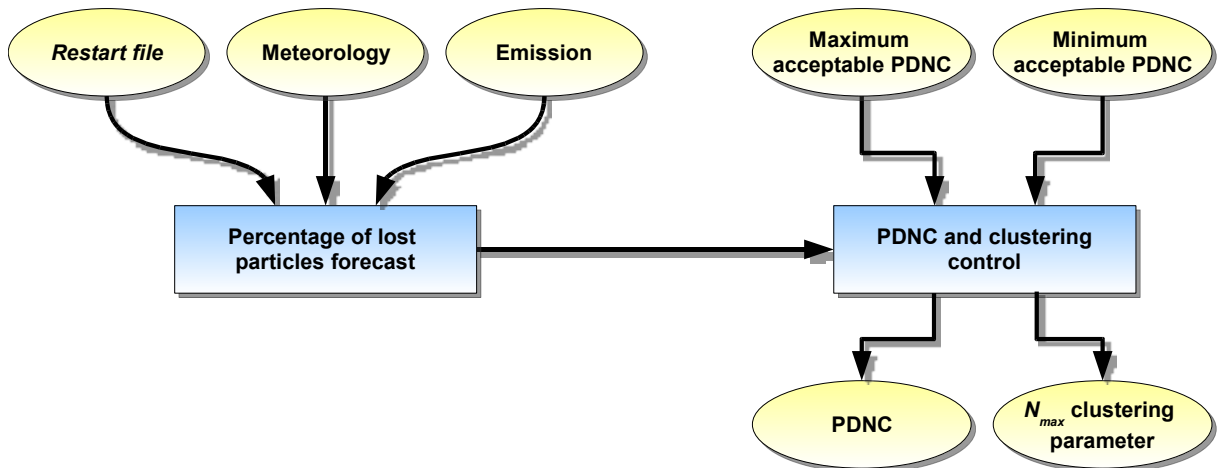 Restart file
Meteorology
Emission
Maximum
acceptable PDNC
Minimum
acceptable PDNC
Percentage of lost
particles forecast
PDNC and clustering
control
PDNC
N_max clustering
parameter